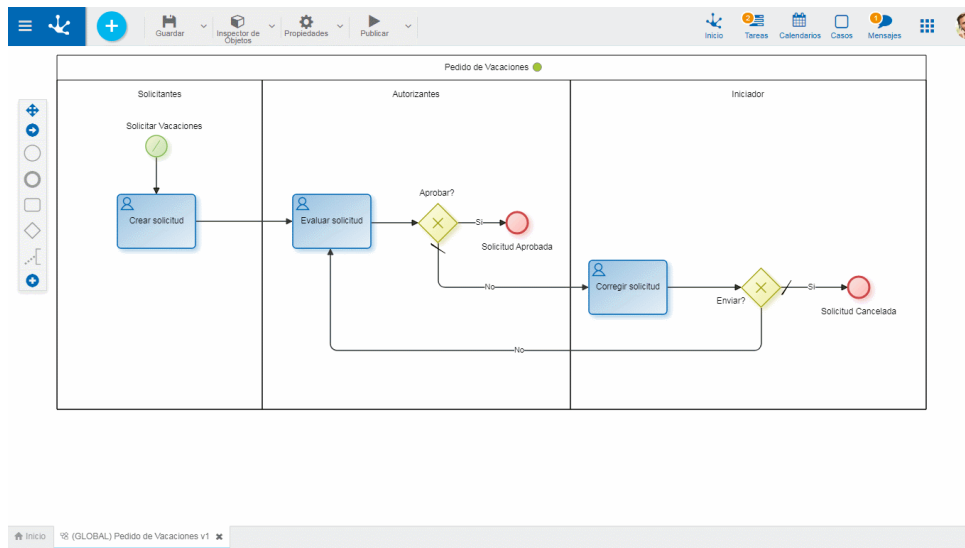 Guardar
Inspector de
Objetos
Propiedades
Publicar
Inicio
2
Tareas
Calendarios
Casos
1
Mensajes
Pedido de Vacaciones
Solicitantes
Autorizantes
Iniciador
Solicitar Vacaciones
Crear solicitud
Evaluar solicitud
Aprobar?
Si
Solicitud Aprobada
No
Corregir solicitud
Enviar?
Si
Solicitud Cancelada
No
Inicio
(GLOBAL) Pedido de Vacaciones v1